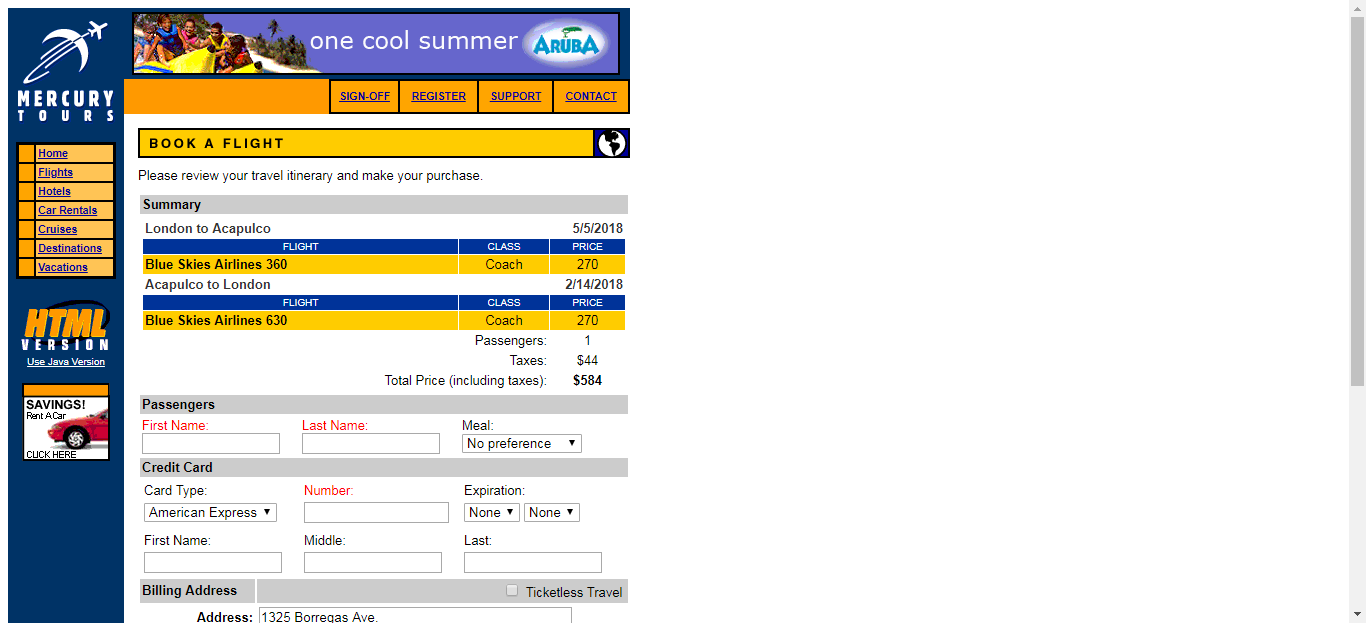 MERCURY
TOURS
one cool summer ARUBA
SIGN-OFF REGISTER SUPPORT CONTACT
Home
Flights
Hotels
Car Rentals
Cruises
Destinations
Vacations
HTML
VERSION
Use Java Version
SAVINGS!
Rent A Car
CLICK HERE
BOOK A FLIGHT
Please review your travel itinerary and make your purchase.
Summary
London to Acapulco 5/5/2018
FLIGHT CLASS PRICE
Blue Skies Airlines 360 Coach 270
Acapulco to London 2/14/2018
FLIGHT CLASS PRICE
Blue Skies Airlines 630 Coach 270
Passengers: 1
Taxes: $44
Total Price (including taxes): $584
Passengers
First Name: Last Name: Meal:
No preference
Credit Card
Card Type: Number: Expiration:
American Express None None
First Name: Middle: Last:
Billing Address Ticketless Travel
Address: 1325 Borregas Ave.